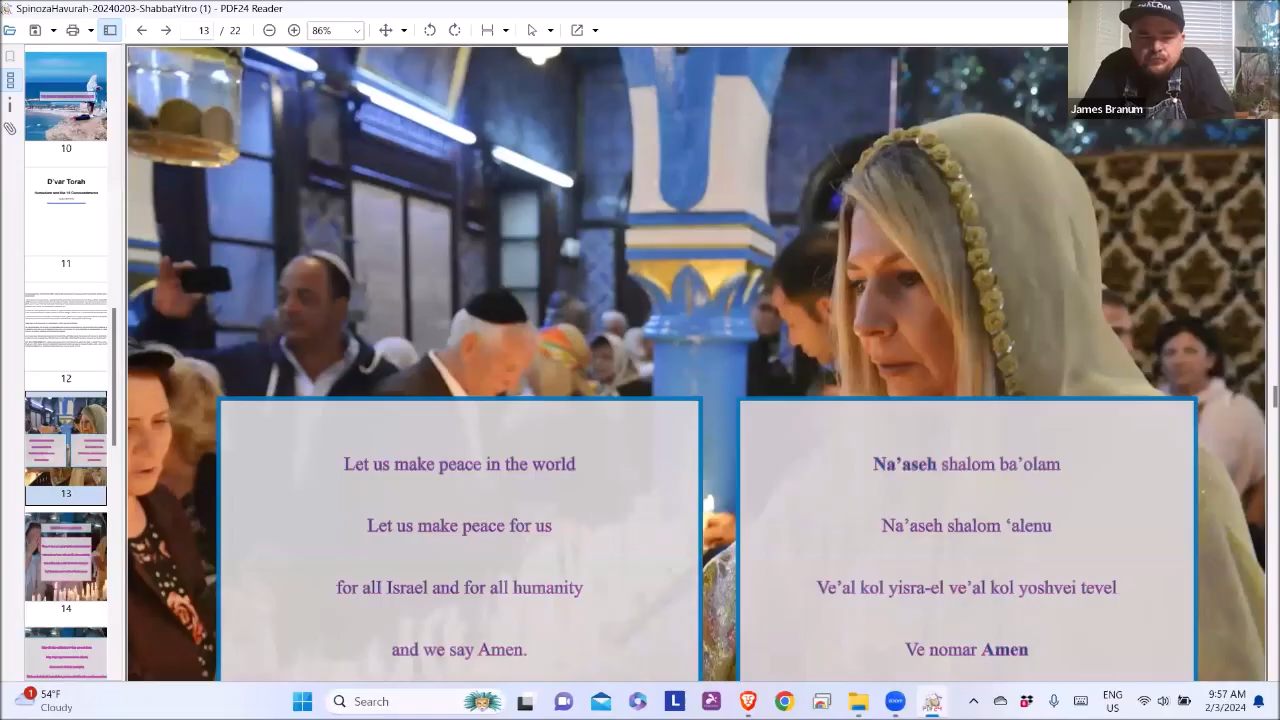 SpinozaHavurah-20240203-ShabbatYitro (1) - PDF24 Reader
13 / 22
86%
James Branum
10
D'var Torah
11
12
13
14
Let us make peace in the world
Let us make peace for us
for all Israel and for all humanity
and we say Amen.
Na’aseh shalom ba’olam
Na’aseh shalom ‘alenu
Ve’al kol yisra-el ve’al kol yoshvei tevel
Ve nomar Amen
1
54°F
Cloudy
Search
L
ENG
US
9:57 AM
2/3/2024